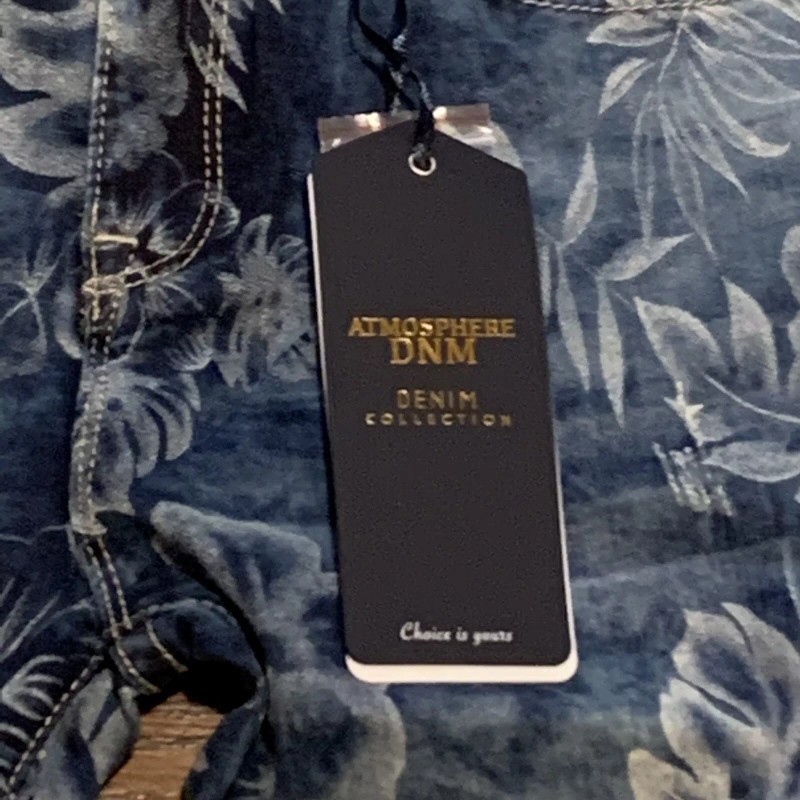 ATMOSPHERE
DNM
DENIM
COLLECTION
Choice is yours